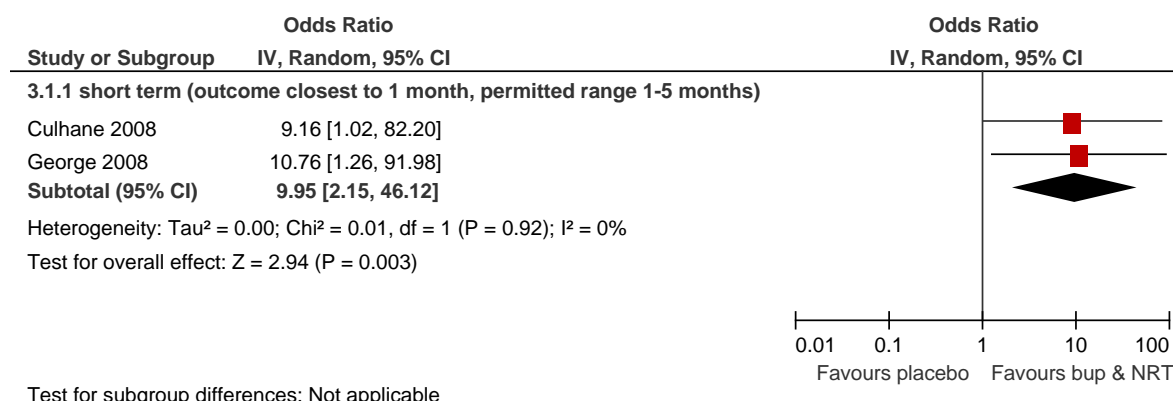 Odds Ratio Odds Ratio
Study or Subgroup IV, Random, 95% CI IV, Random, 95% CI
3.1.1 short term (outcome closest to 1 month, permitted range 1-5 months)
Culhane 2008 9.16 [1.02, 82.20]
George 2008 10.76 [1.26, 91.98]
Subtotal (95% CI) 9.95 [2.15, 46.12]
Heterogeneity: Tau² = 0.00; Chi² = 0.01, df = 1 (P = 0.92); I² = 0%
Test for overall effect: Z = 2.94 (P = 0.003)
0.01 0.1 1 10 100
Favours placebo Favours bup & NRT
Test for subgroup differences: Not applicable